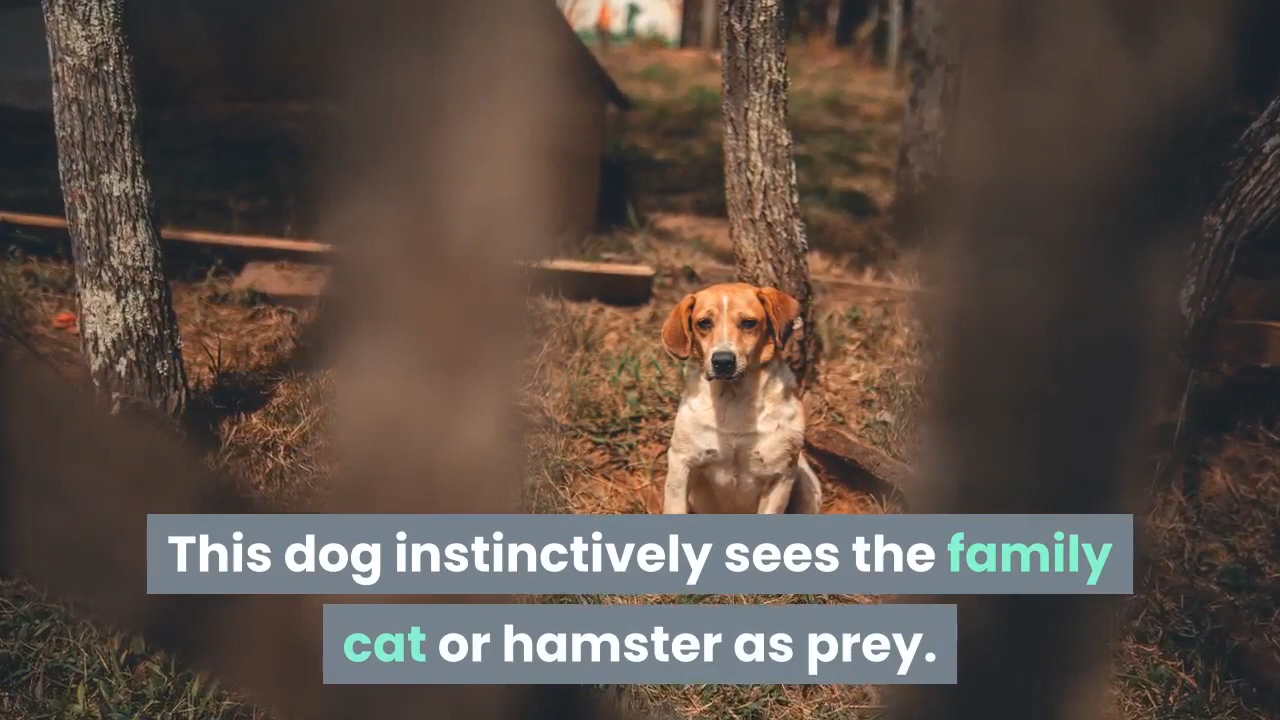 This dog instinctively sees the family
cat or hamster as prey.